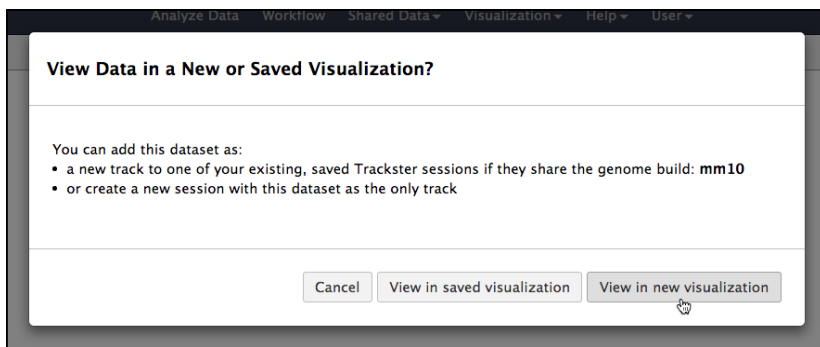 Analyze Data Workflow Shared Data▾ Visualization▾ Help▾ User▾
View Data in a New or Saved Visualization?
You can add this dataset as:
• a new track to one of your existing, saved Trackster sessions if they share the genome build: mm10
• or create a new session with this dataset as the only track
Cancel View in saved visualization View in new visualization